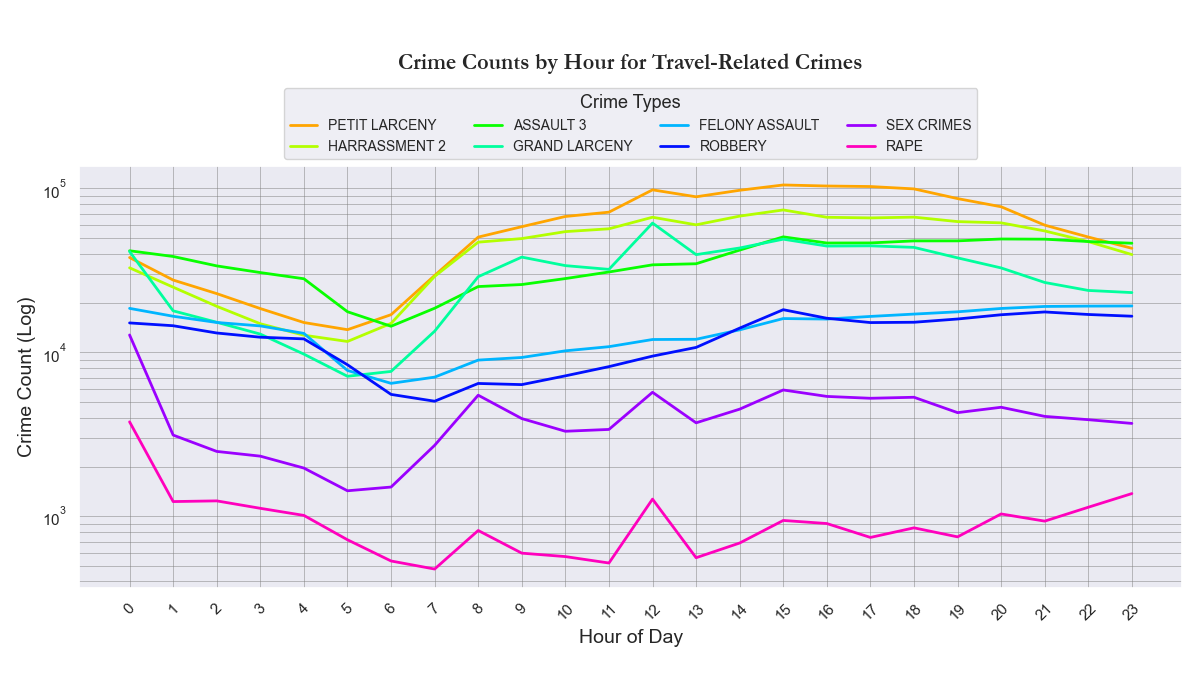 Crime Counts by Hour for Travel-Related Crimes
Crime Types
PETIT LARCENY ASSAULT 3 FELONY ASSAULT SEX CRIMES
HARRASSMENT 2 GRAND LARCENY ROBBERY RAPE
10^5
10^4
10^3
Crime Count (Log)
0 1 2 3 4 5 6 7 8 9 10 11 12 13 14 15 16 17 18 19 20 21 22 23
Hour of Day